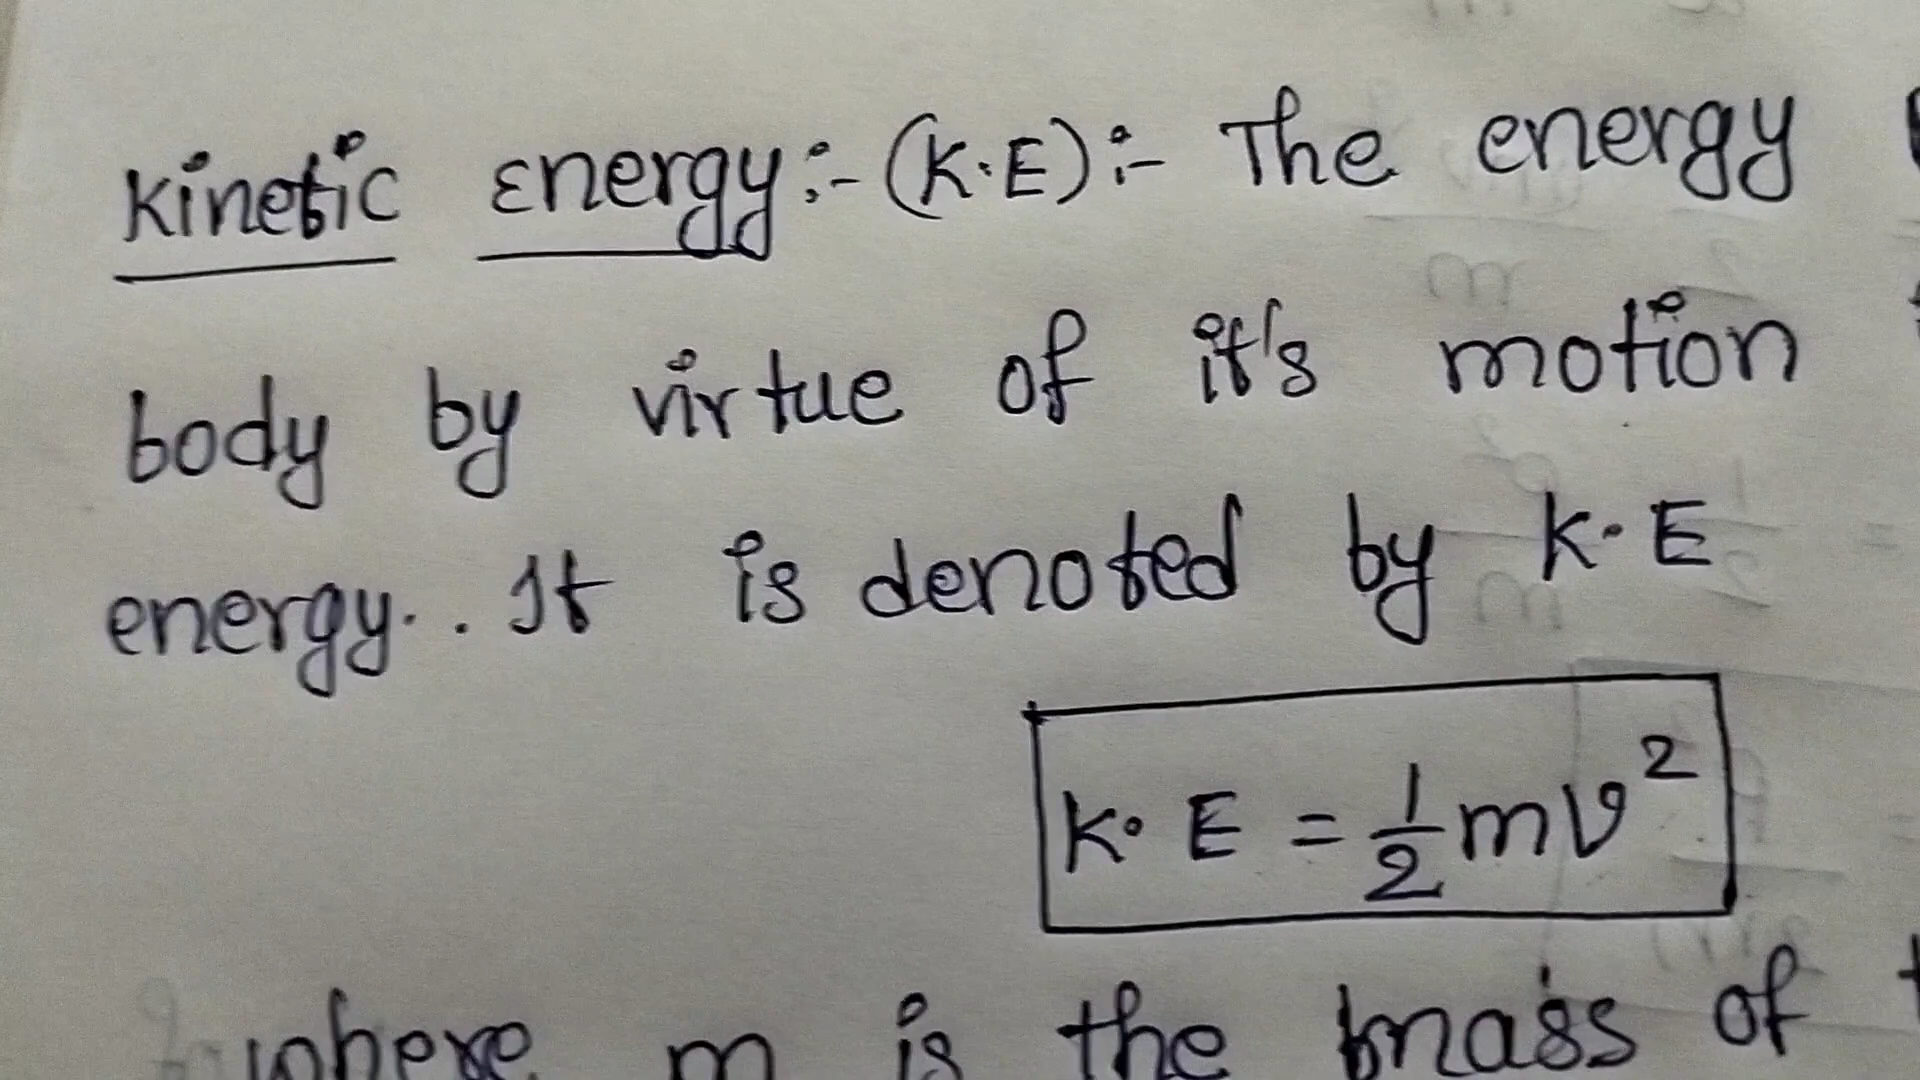 Kinetic Energy:- (K.E):- The energy
body by virtue of it's motion
energy.. It is denoted by K.E
K.E = 1/2 mv²
where m is the mass of